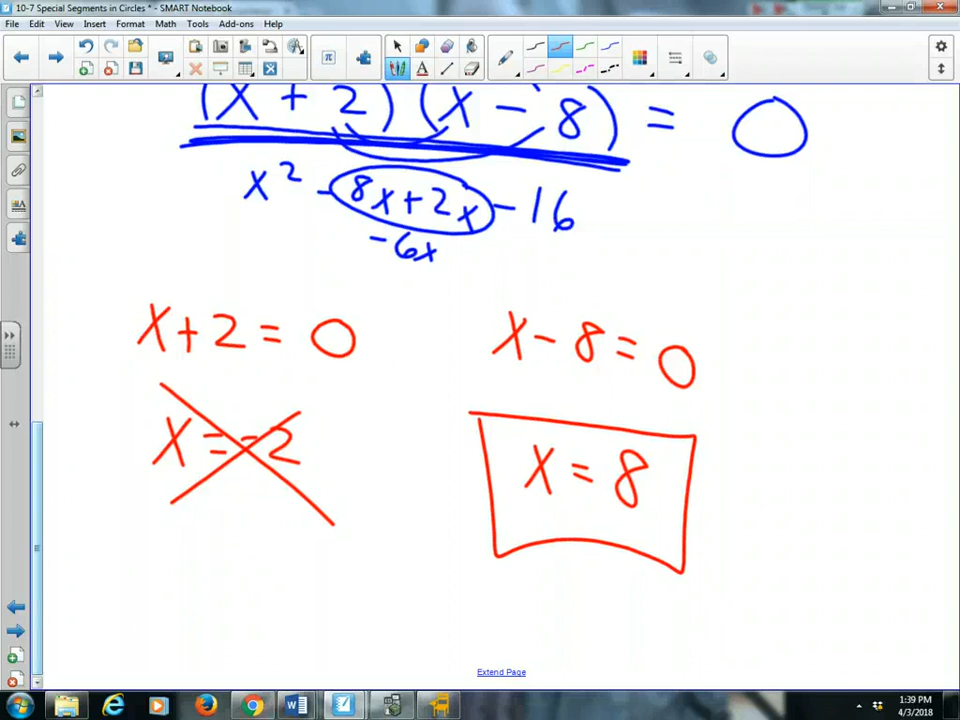 10-7 Special Segments in Circles * - SMART Notebook
File Edit View Insert Format Math Tools Add-ons Help
(x + 2)(x - 8) = 0
x² - 8x + 2x - 16
-6x
x + 2 = 0 x - 8 = 0
x = -2 x = 8
Extend Page
1:39 PM
4/3/2018